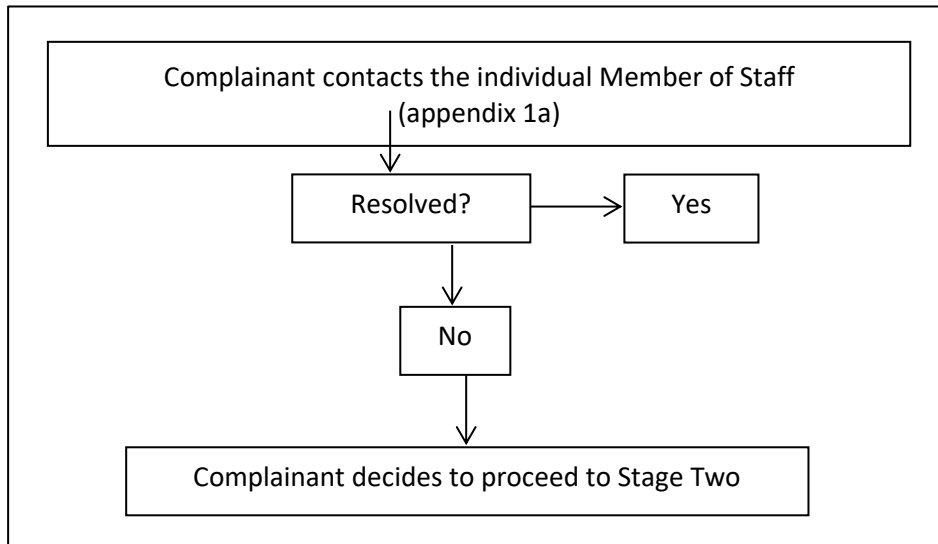 Complainant contacts the individual Member of Staff
(appendix 1a)
Resolved?
Yes
No
Complainant decides to proceed to Stage Two